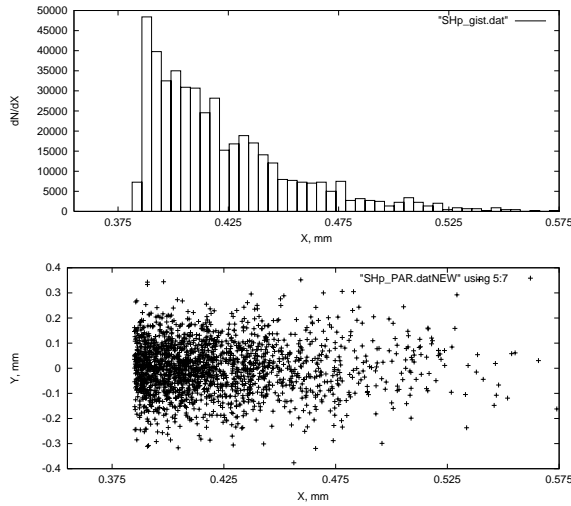 50000
45000
40000
35000
30000
25000
20000
15000
10000
5000
0
dN/dX
"SHp_gist.dat"
0.375 0.425 0.475 0.525 0.575
X, mm
0.4
0.3
0.2
0.1
0
-0.1
-0.2
-0.3
-0.4
Y, mm
"SHp_PAR.datNEW" using 5:7
0.375 0.425 0.475 0.525 0.575
X, mm